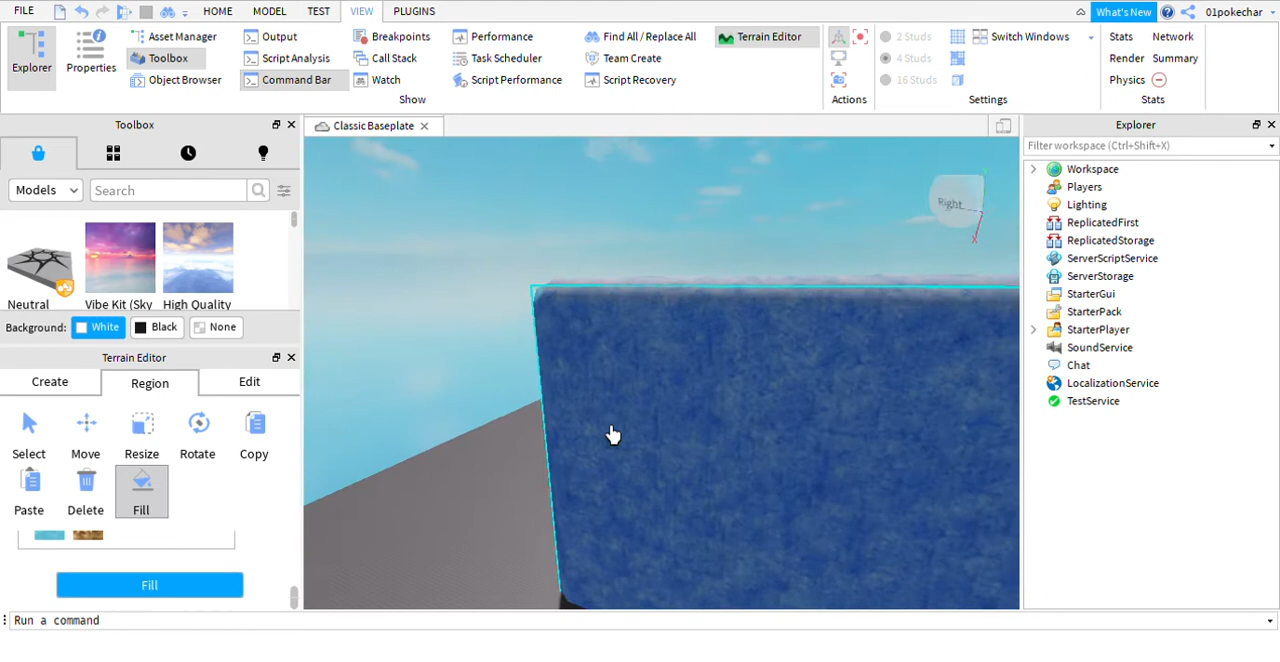 FILE HOME MODEL TEST VIEW PLUGINS What's New 01pokechar
Explorer
Properties
Asset Manager
Toolbox
Object Browser
Output
Script Analysis
Command Bar
Breakpoints
Call Stack
Watch
Performance
Task Scheduler
Script Performance
Find All / Replace All
Team Create
Script Recovery
Terrain Editor
Show
Actions
2 Studs
4 Studs
16 Studs
Switch Windows
Settings
Stats Network
Render Summary
Physics
Stats
Toolbox
Models Search
Neutral Vibe Kit (Sky High Quality
Background: White Black None
Terrain Editor
Create Region Edit
Select Move Resize Rotate Copy
Paste Delete Fill
Fill
Classic Baseplate
Right
X
Explorer
Filter workspace (Ctrl+Shift+X)
Workspace
Players
Lighting
ReplicatedFirst
ReplicatedStorage
ServerScriptService
ServerStorage
StarterGui
StarterPack
StarterPlayer
SoundService
Chat
LocalizationService
TestService
Run a command